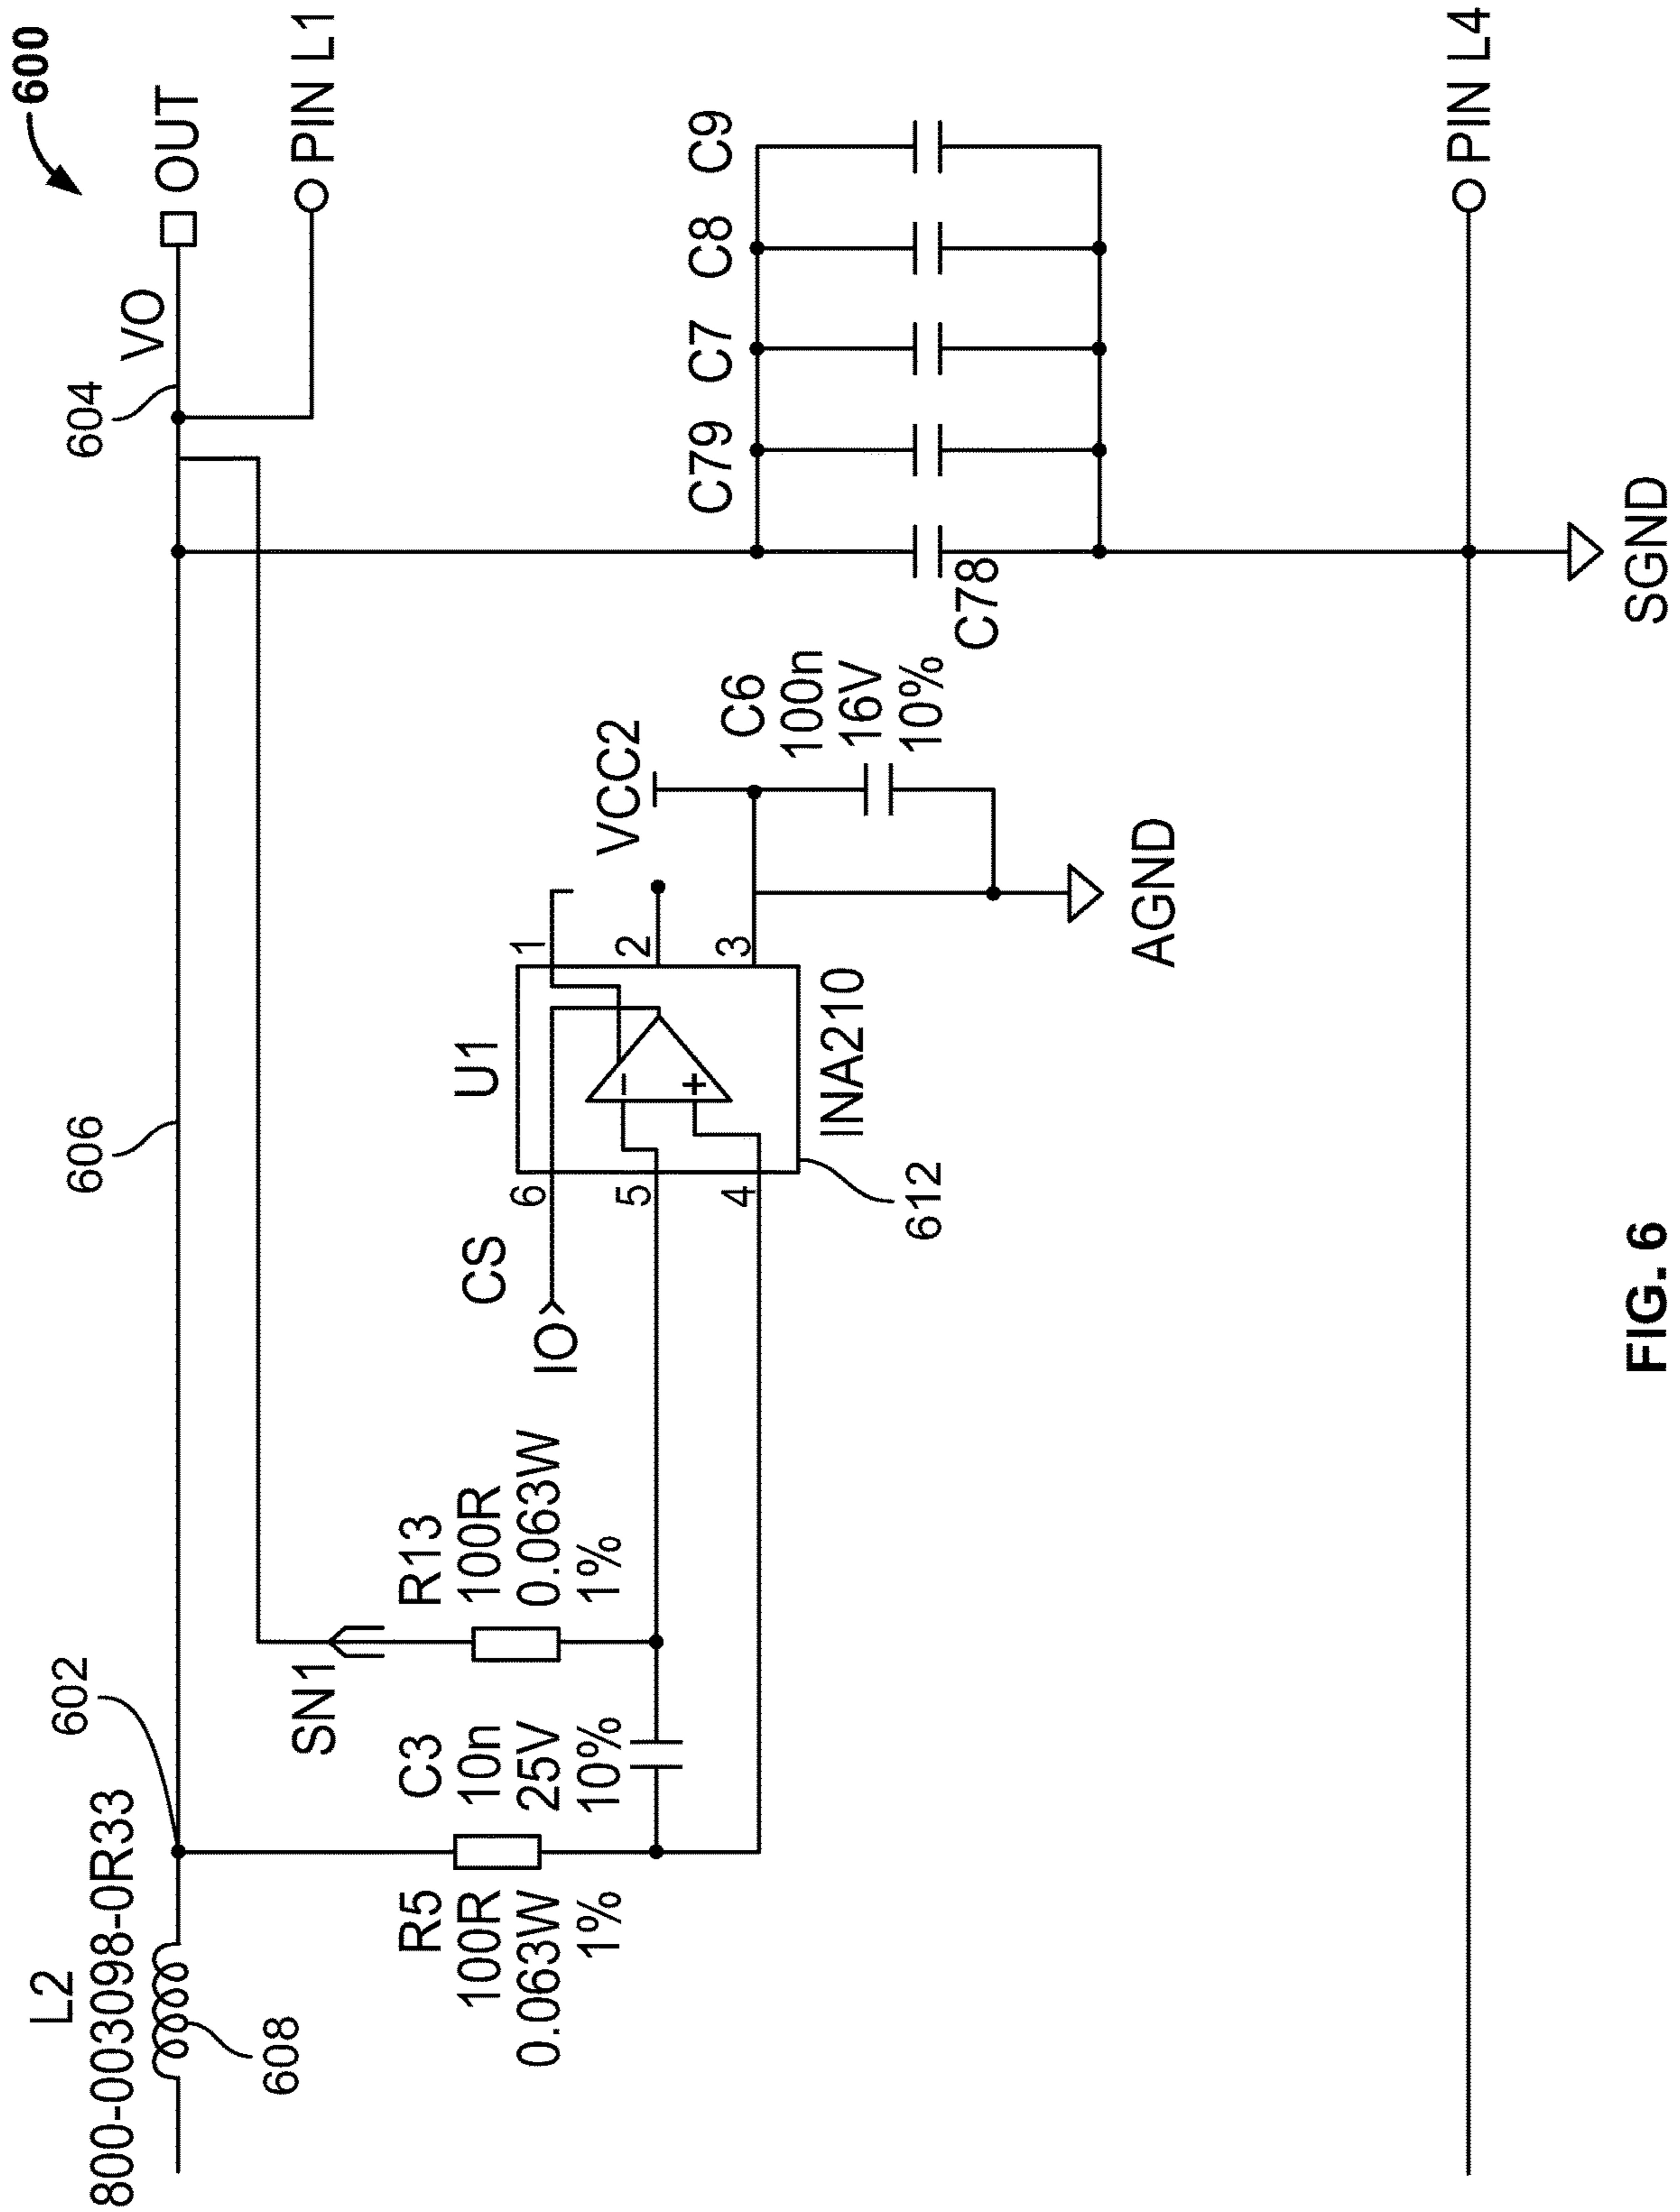 600
L2
800-003098-0R33
608
602
606
604
VO
OUT
PIN L1
SN1
R5
100R
0.063W
1%
C3
10n
25V
10%
R13
100R
0.063W
1%
CS
IO
U1
6
5
4
1
2
3
INA210
612
VCC2
C6
100n
16V
10%
AGND
C79
C7
C8
C9
C78
PIN L4
SGND
FIG. 6